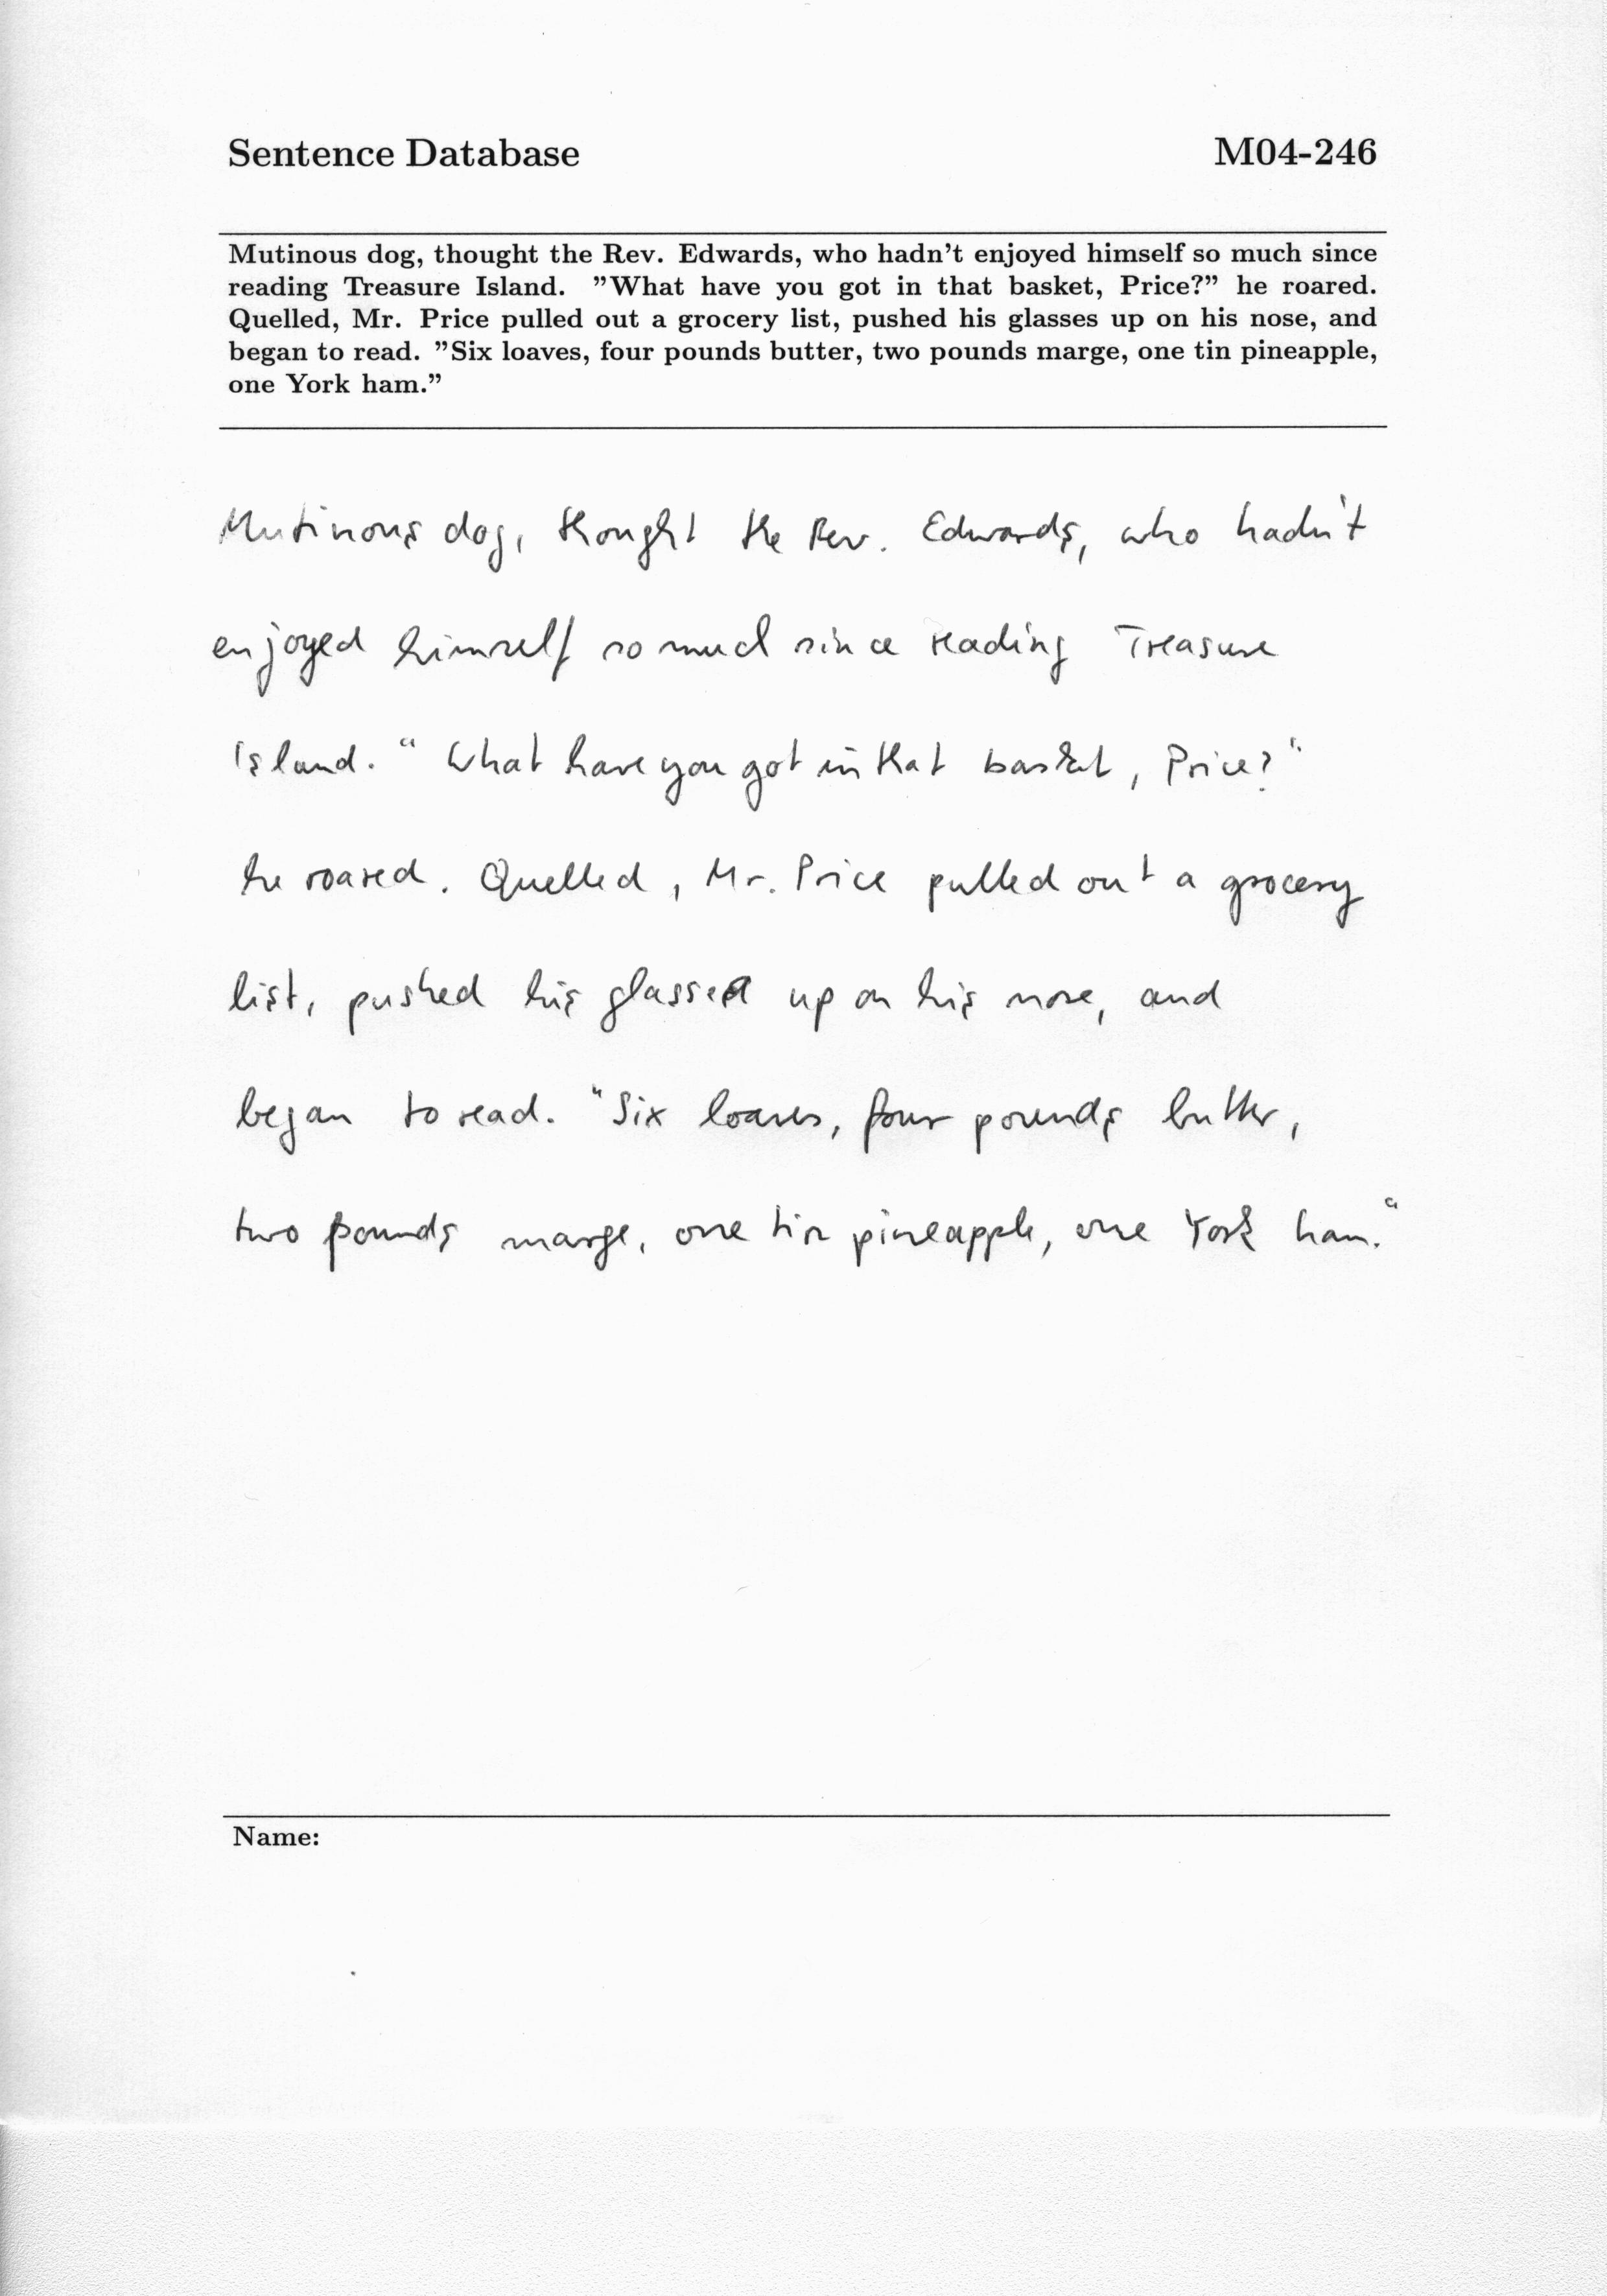 Sentence Database M04-246
Mutinous dog, thought the Rev. Edwards, who hadn't enjoyed himself so much since
reading Treasure Island. "What have you got in that basket, Price?" he roared.
Quelled, Mr. Price pulled out a grocery list, pushed his glasses up on his nose, and
began to read. "Six loaves, four pounds butter, two pounds marge, one tin pineapple,
one York ham."
Mutinous dog, thought the Rev. Edwards, who hadn't
enjoyed himself so much since reading Treasure
Island. "What have you got in that basket, Price?"
he roared. Quelled, Mr. Price pulled out a grocery
list, pushed his glasses up on his nose, and
began to read. "Six loaves, four pounds butter,
two pounds marge, one tin pineapple, one York ham."
Name: